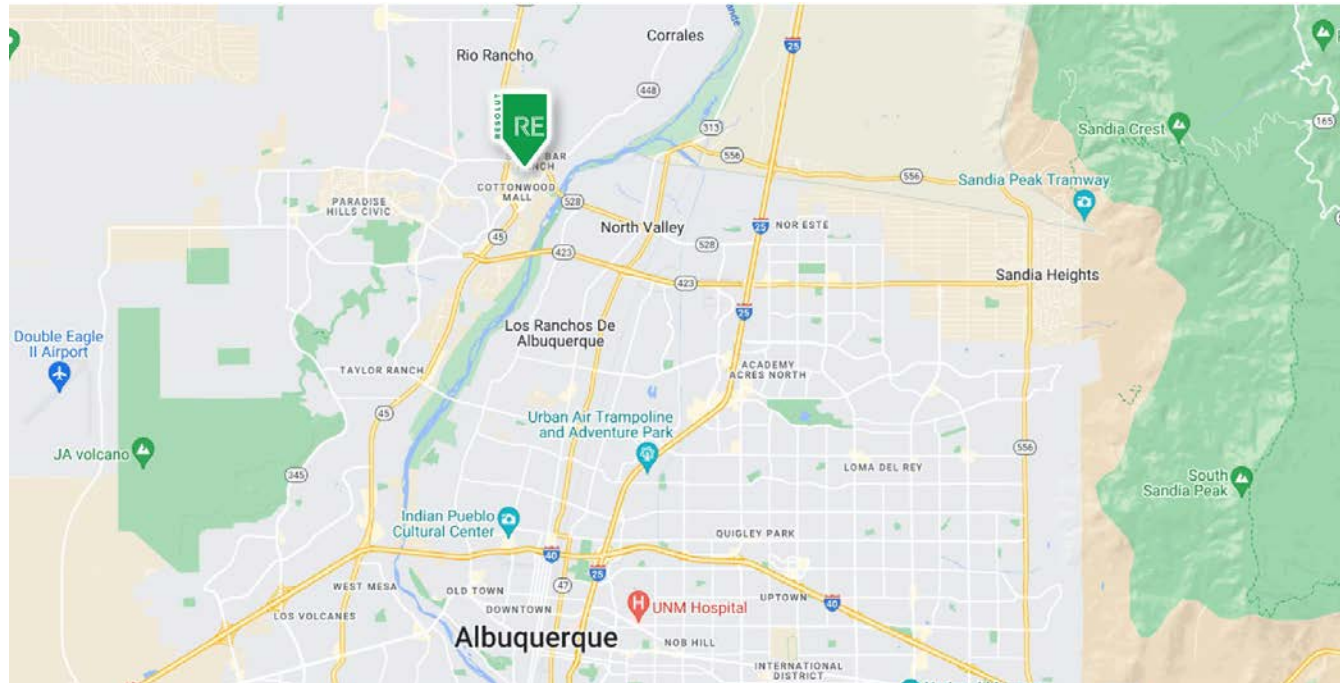 ande
Corrales
25
Rio Rancho
448
RESOLUT
RE
313
Sandia Crest
165
BAR
NCH
556
556
Sandia Peak Tramway
COTTONWOOD
MALL
PARADISE
HILLS CIVIC
528
North Valley
25
NOR ESTE
528
45
423
423
Sandia Heights
25
Los Ranchos De
Albuquerque
Double Eagle
II Airport
TAYLOR RANCH
ACADEMY
ACRES NORTH
45
Urban Air Trampoline
and Adventure Park
JA volcano
345
LOMA DEL REY
556
South
Sandia Peak
Indian Pueblo
Cultural Center
QUIGLEY PARK
40
25
47
WEST MESA
OLD TOWN
UPTOWN
40
LOS VOLCANES
DOWNTOWN
H
UNM Hospital
Albuquerque
NOB HILL
INTERNATIONAL
DISTRICT